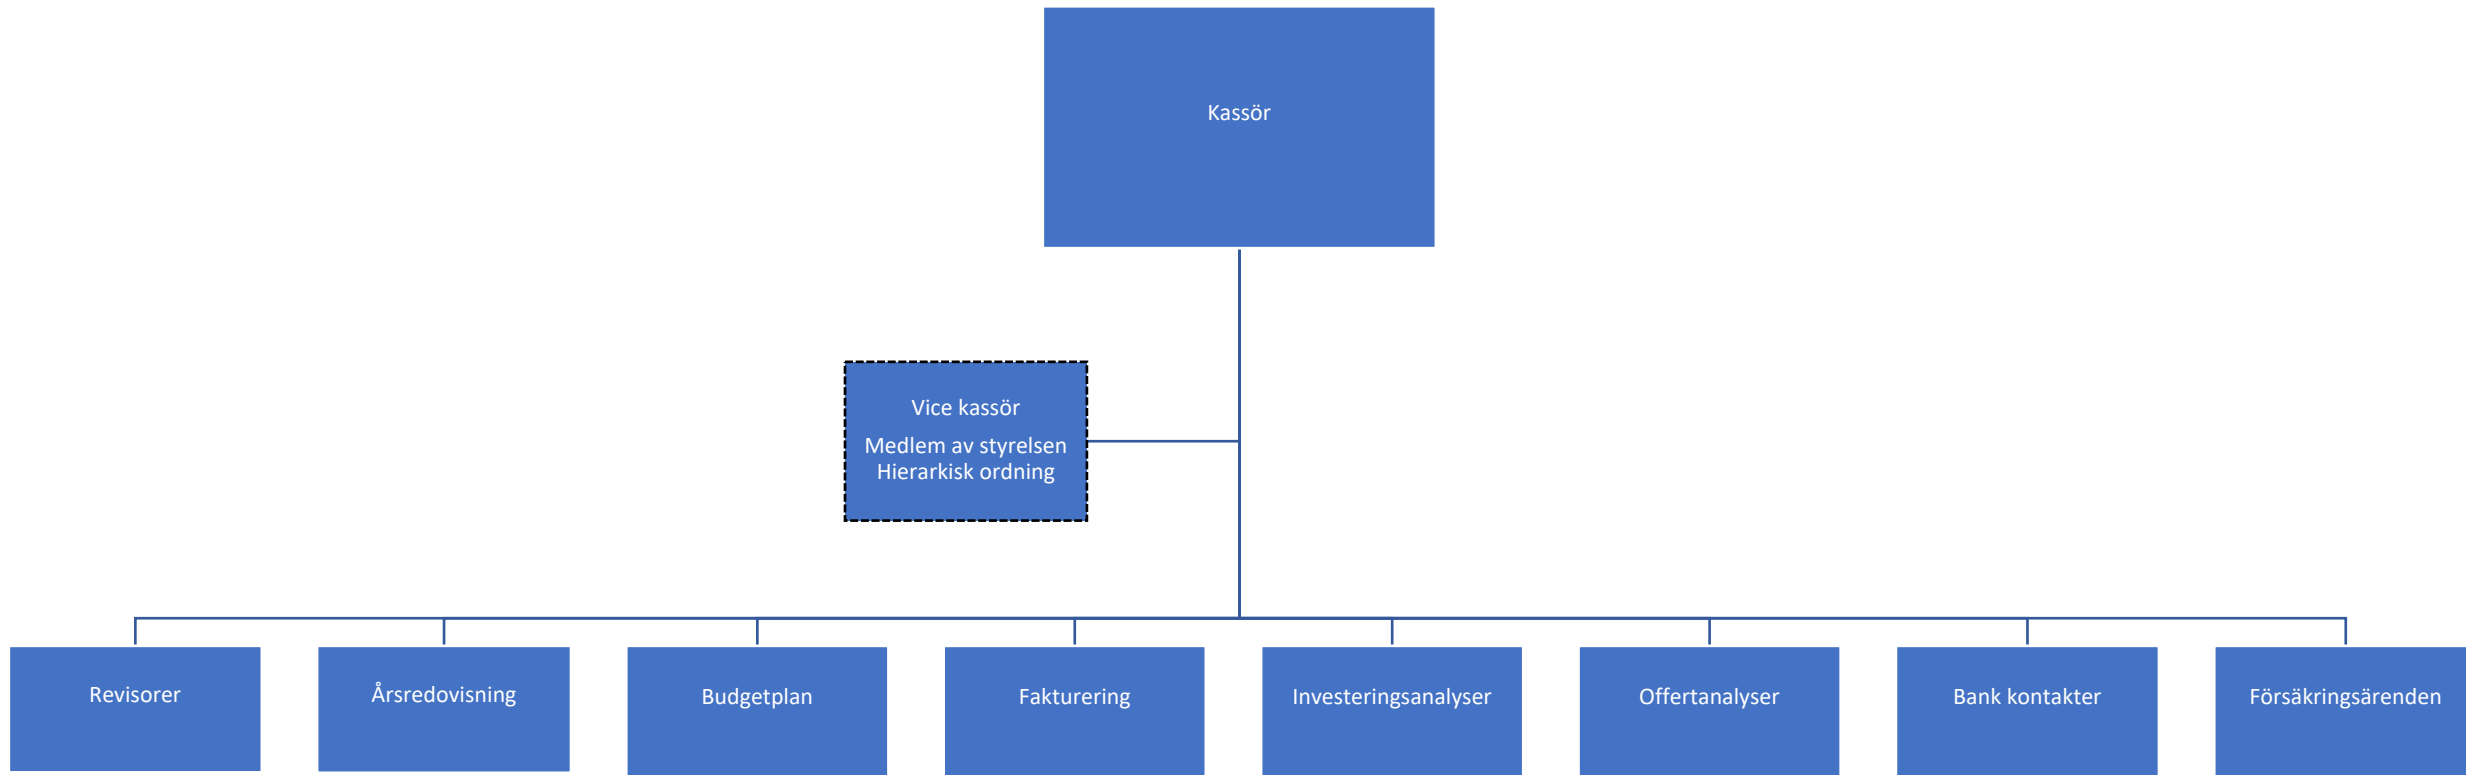 Kassör
Vice kassör
Medlem av styrelsen
Hierarkisk ordning
Revisorer
Årsredovisning
Budgetplan
Fakturering
Investeringsanalyser
Offertanalyser
Bank kontakter
Försäkringsärenden